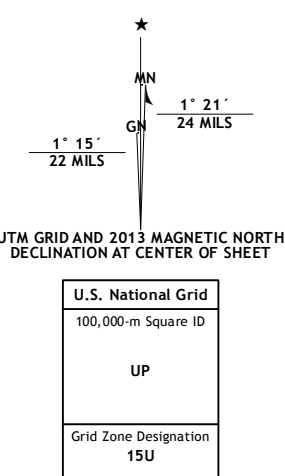 ★
MN
1° 21´
24 MILS
GN
1° 15´
22 MILS
UTM GRID AND 2013 MAGNETIC NORTH
DECLINATION AT CENTER OF SHEET
U.S. National Grid
100,000-m Square ID
UP
Grid Zone Designation
15U